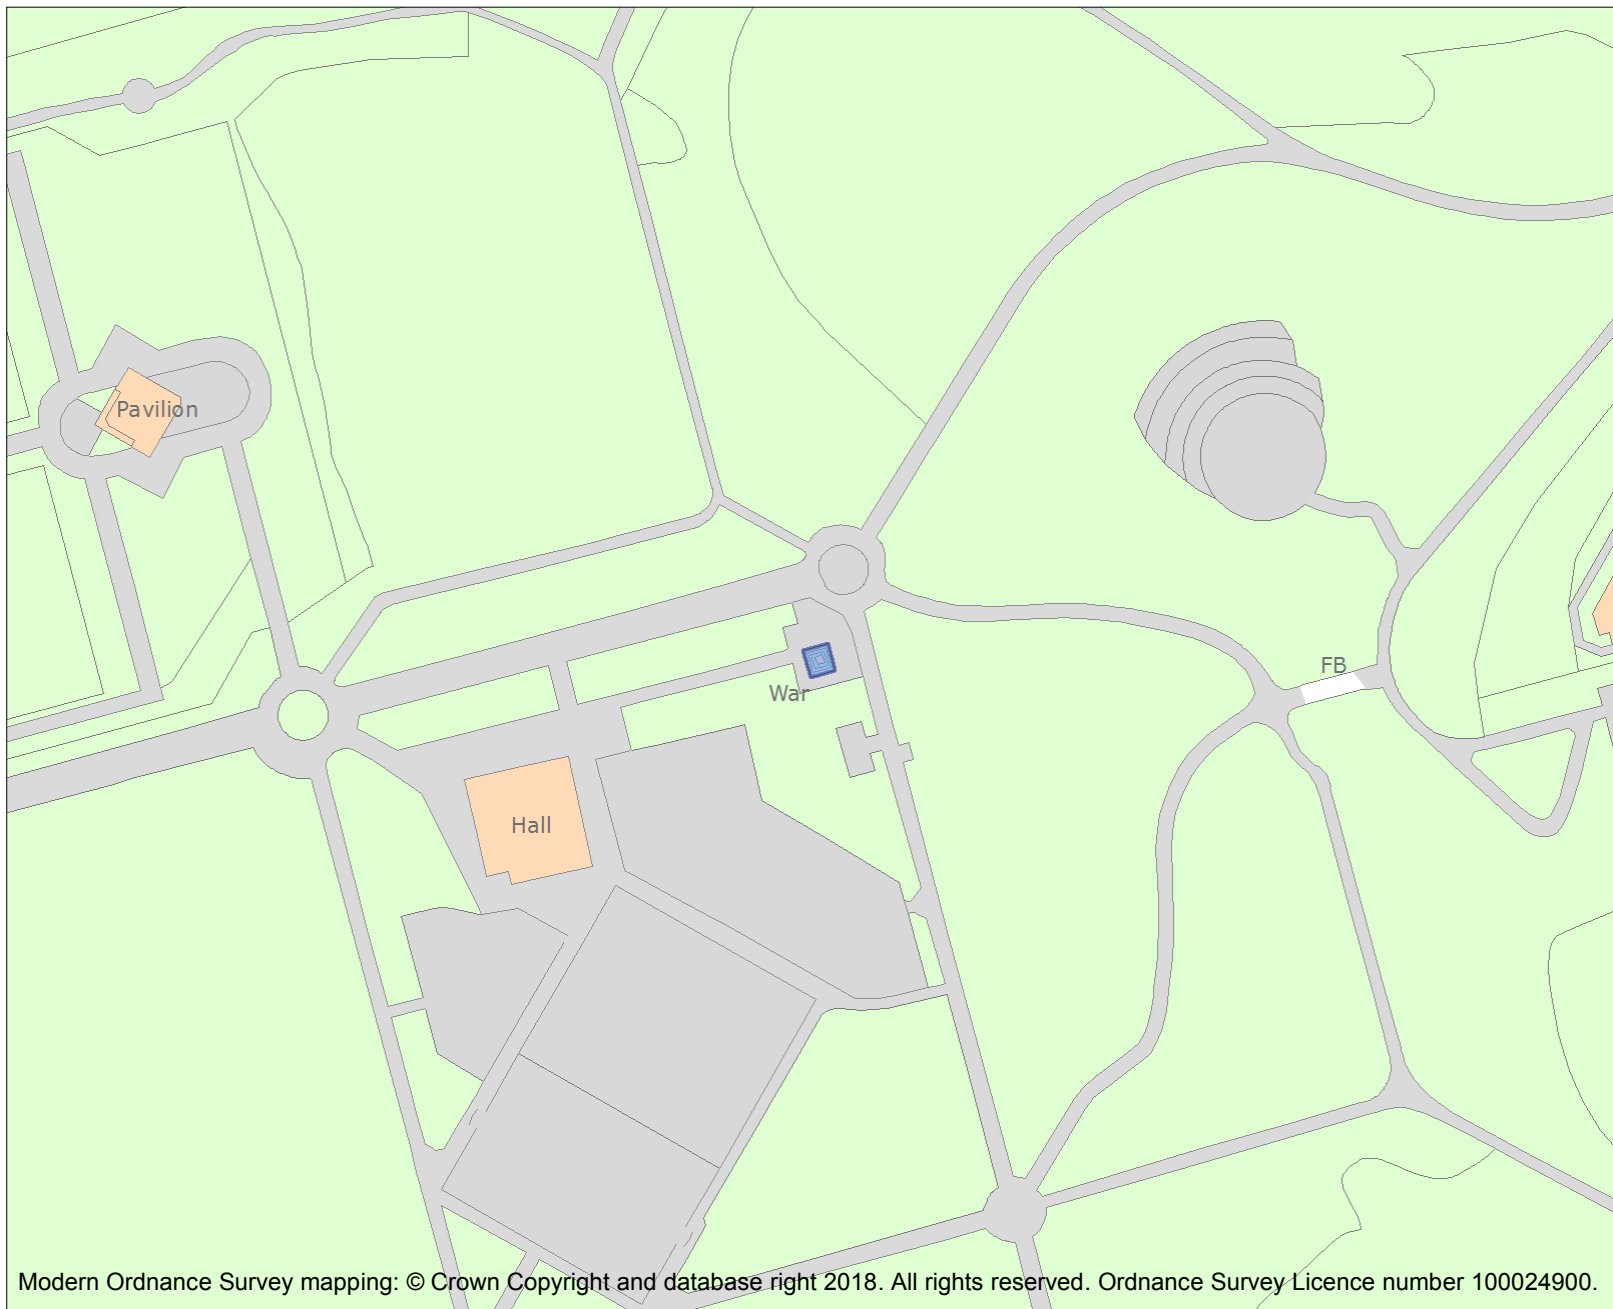 Pavilion
FB
War
Hall
Modern Ordnance Survey mapping: © Crown Copyright and database right 2018. All rights reserved. Ordnance Survey Licence number 100024900.